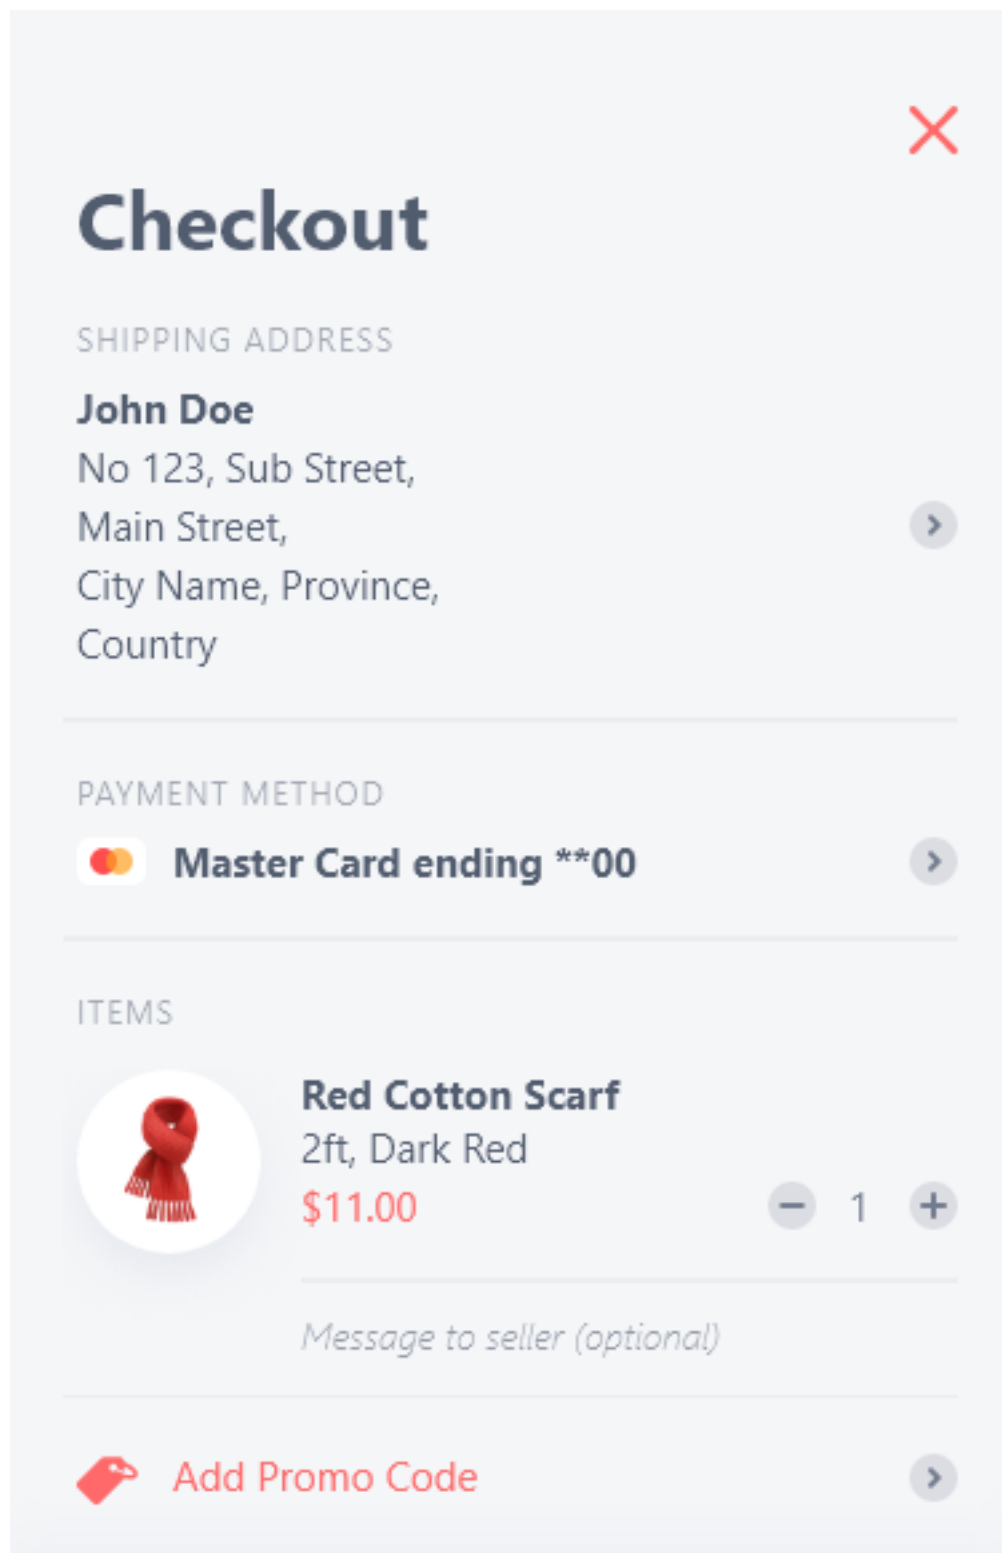 Checkout
SHIPPING ADDRESS
John Doe
No 123, Sub Street,
Main Street,
City Name, Province,
Country
PAYMENT METHOD
Master Card ending **00
ITEMS
Red Cotton Scarf
2ft, Dark Red
$11.00 1
Message to seller (optional)
Add Promo Code